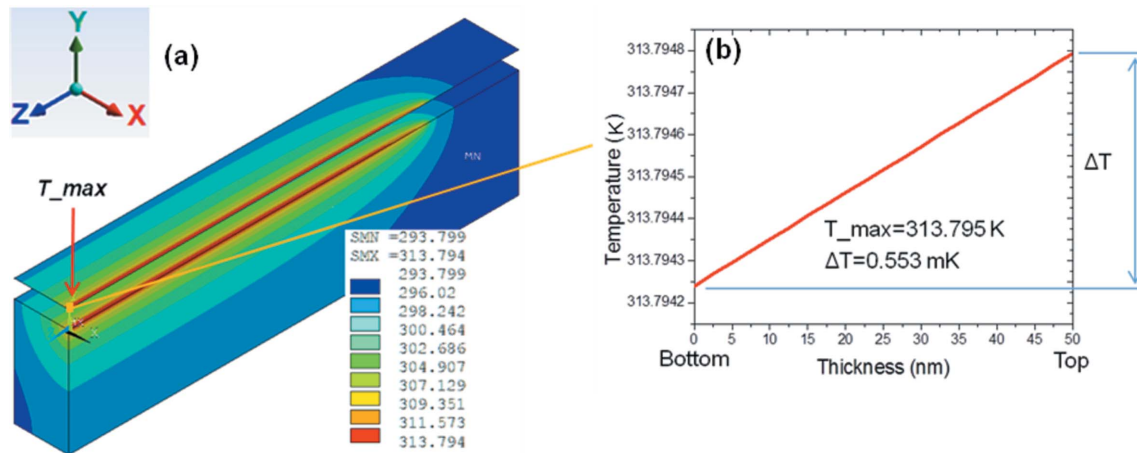 Y
Z
X
(a)
T_max
MN
X
SMN =293.799
SMX =313.794
293.799
296.02
298.242
300.464
302.686
304.907
307.129
309.351
311.573
313.794
(b)
Temperature (K)
313.7948
313.7947
313.7946
313.7945
313.7944
313.7943
313.7942
T_max=313.795 K
ΔT=0.553 mK
ΔT
0 5 10 15 20 25 30 35 40 45 50
Bottom Thickness (nm) Top